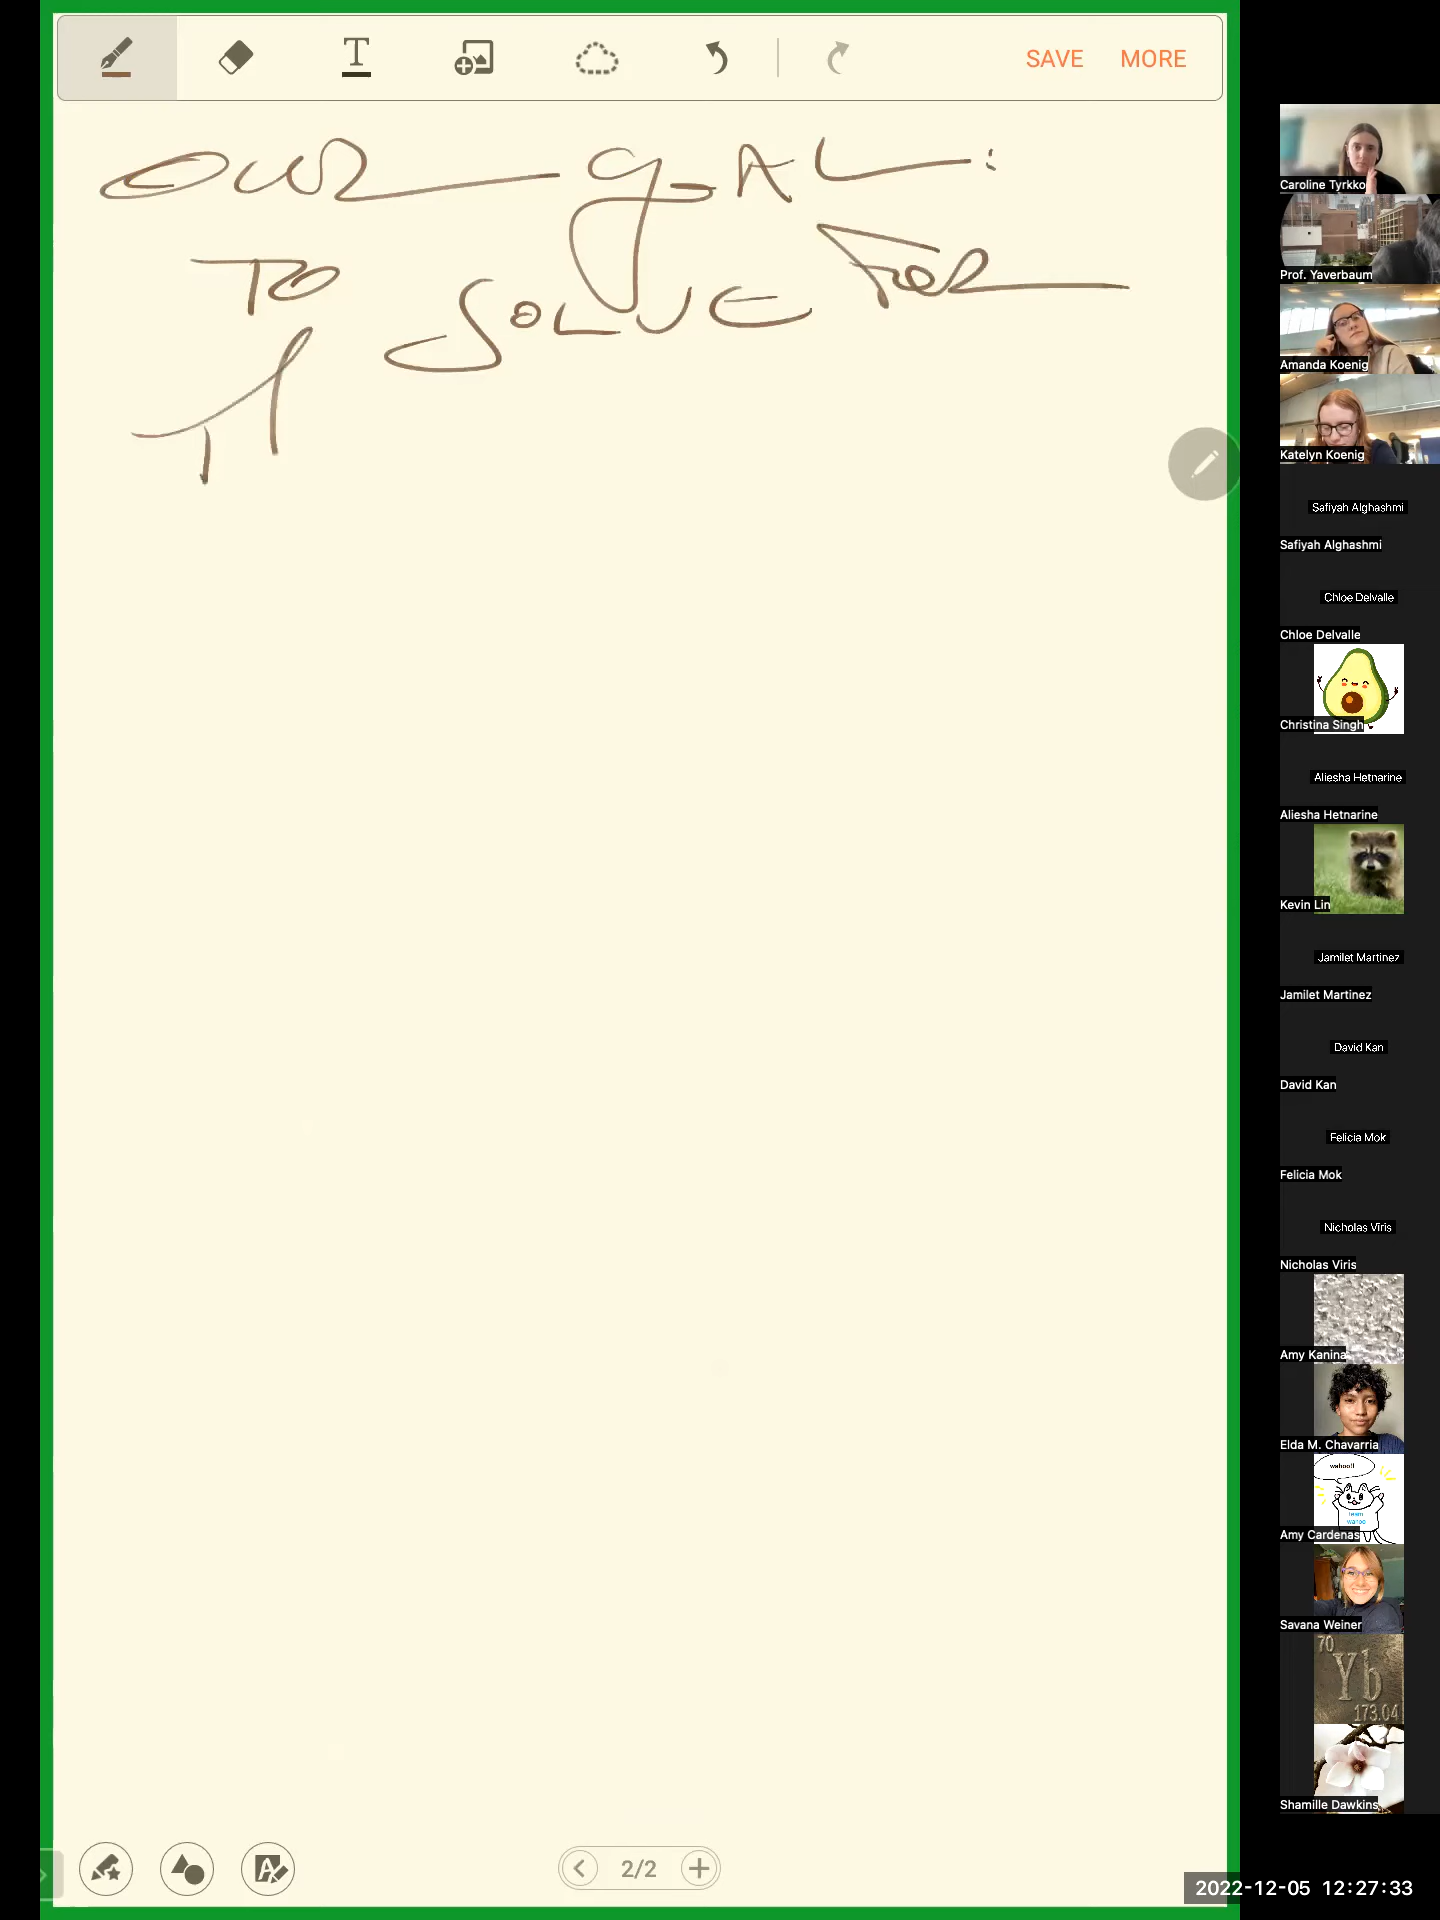 T
SAVE
MORE
OUR GOAL:
TO SOLVE FOR
Caroline Tyrkko
Prof. Yaverbaum
Amanda Koenig
Katelyn Koenig
Safiyah Alghashmi
Safiyah Alghashmi
Chloe Delvalle
Chloe Delvalle
Christina Singh
Aliesha Hetnarine
Aliesha Hetnarine
Kevin Lin
Jamilet Martinez
Jamilet Martinez
David Kan
David Kan
Felicia Mok
Felicia Mok
Nicholas Viris
Nicholas Viris
Amy Kanina
Elda M. Chavarria
wahoo!!
team
wahoo
Amy Cardenas
Savana Weiner
70
Yb
173.04
Shamille Dawkins
2/2
2022-12-05 12:27:33